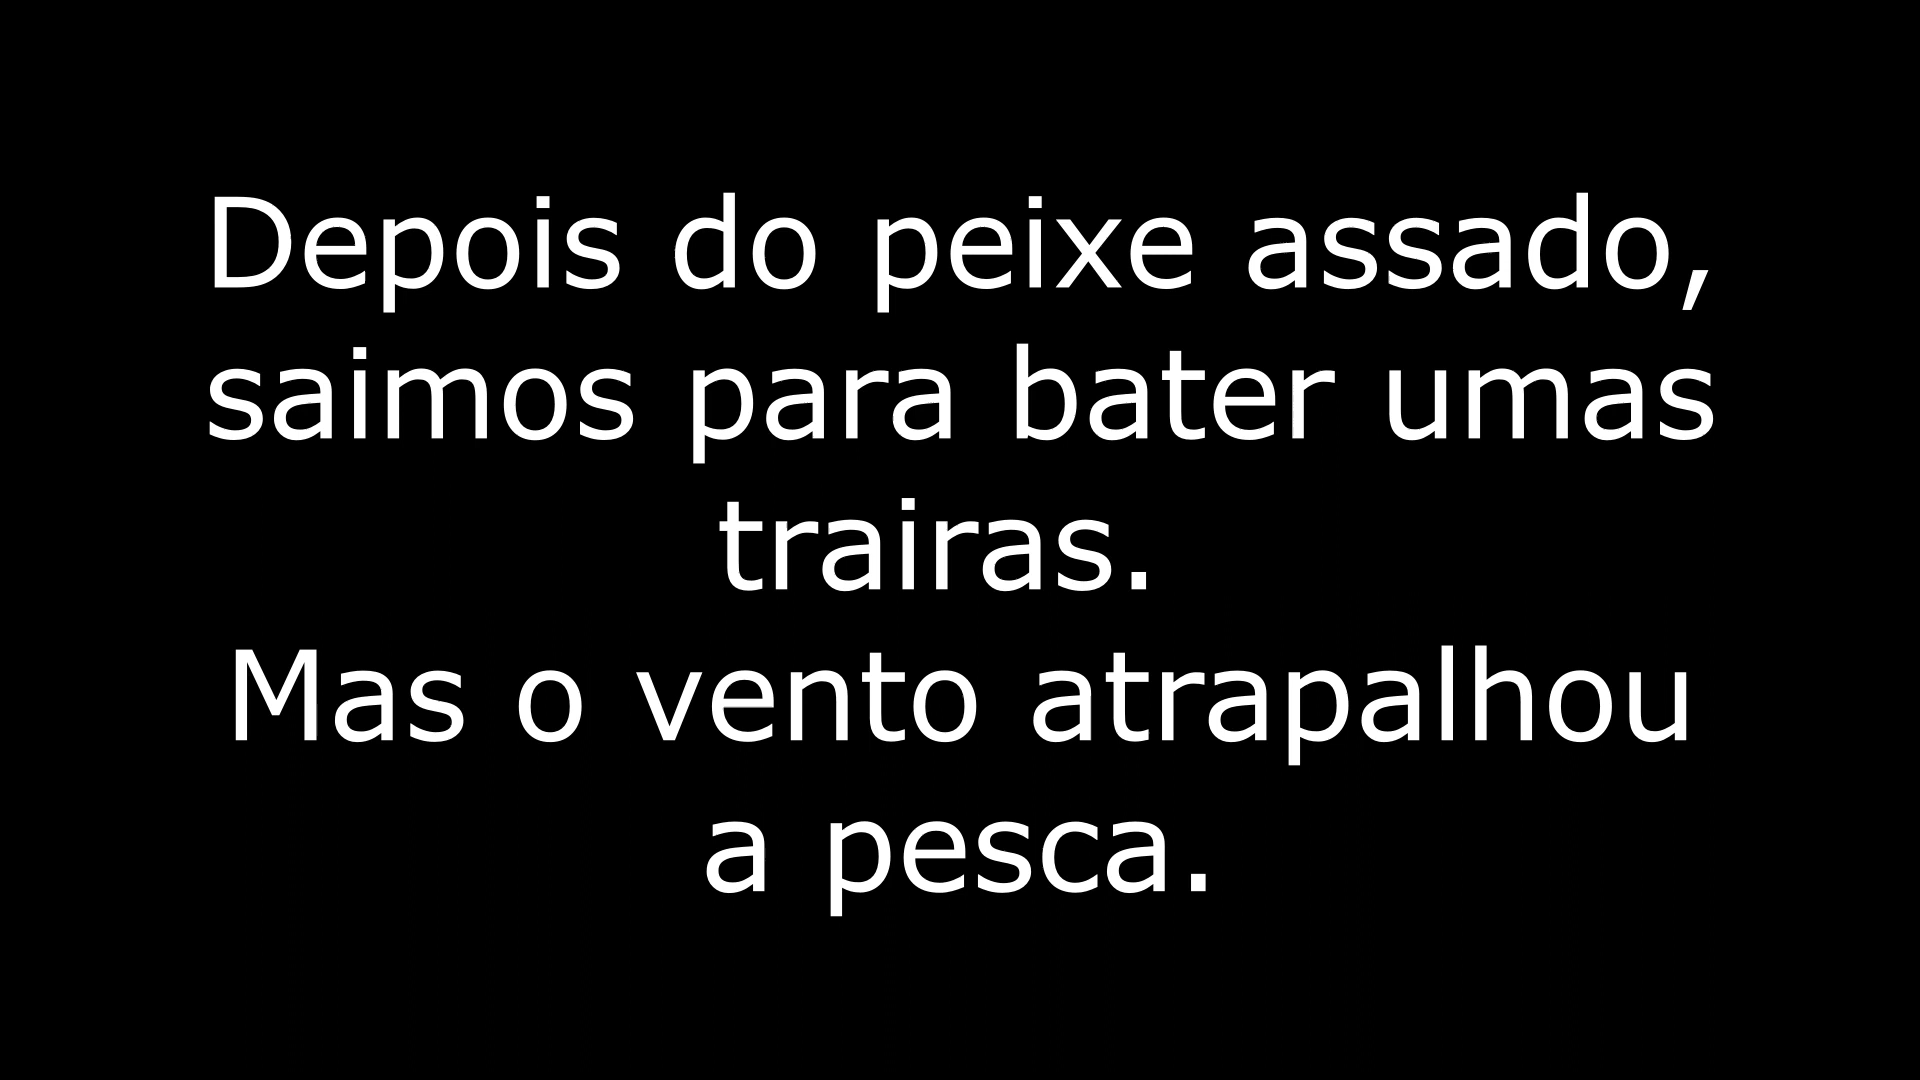 Depois do peixe assado,
saimos para bater umas
trairas.
Mas o vento atrapalhou
a pesca.